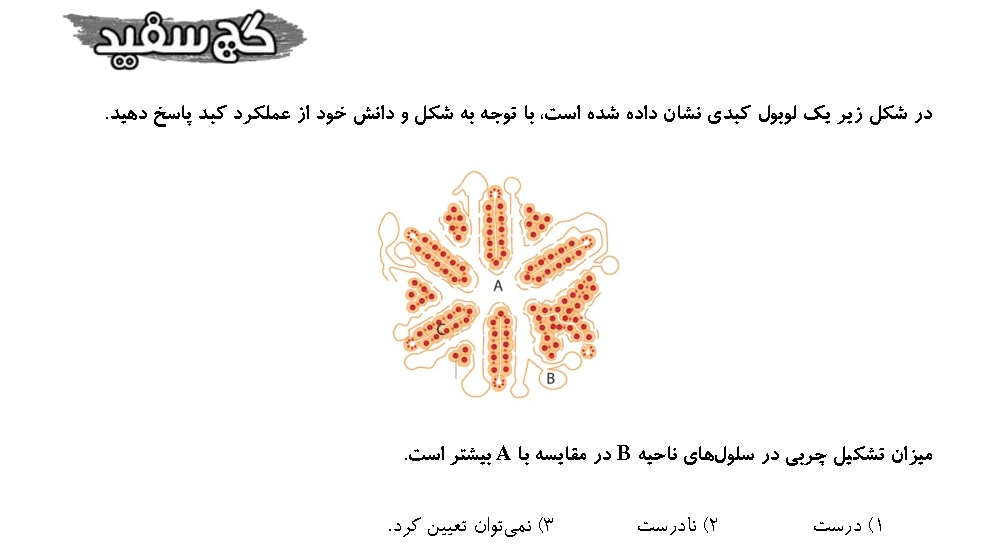 گچ سفید
در شکل زیر یک لوبول کبدی نشان داده شده است، با توجه به شکل و دانش خود از عملکرد کبد پاسخ دهید.
A
C
B
میزان تشکیل چربی در سلول‌های ناحیه B در مقایسه با A بیشتر است.
۱) درست ۲) نادرست ۳) نمی‌توان تعیین کرد.